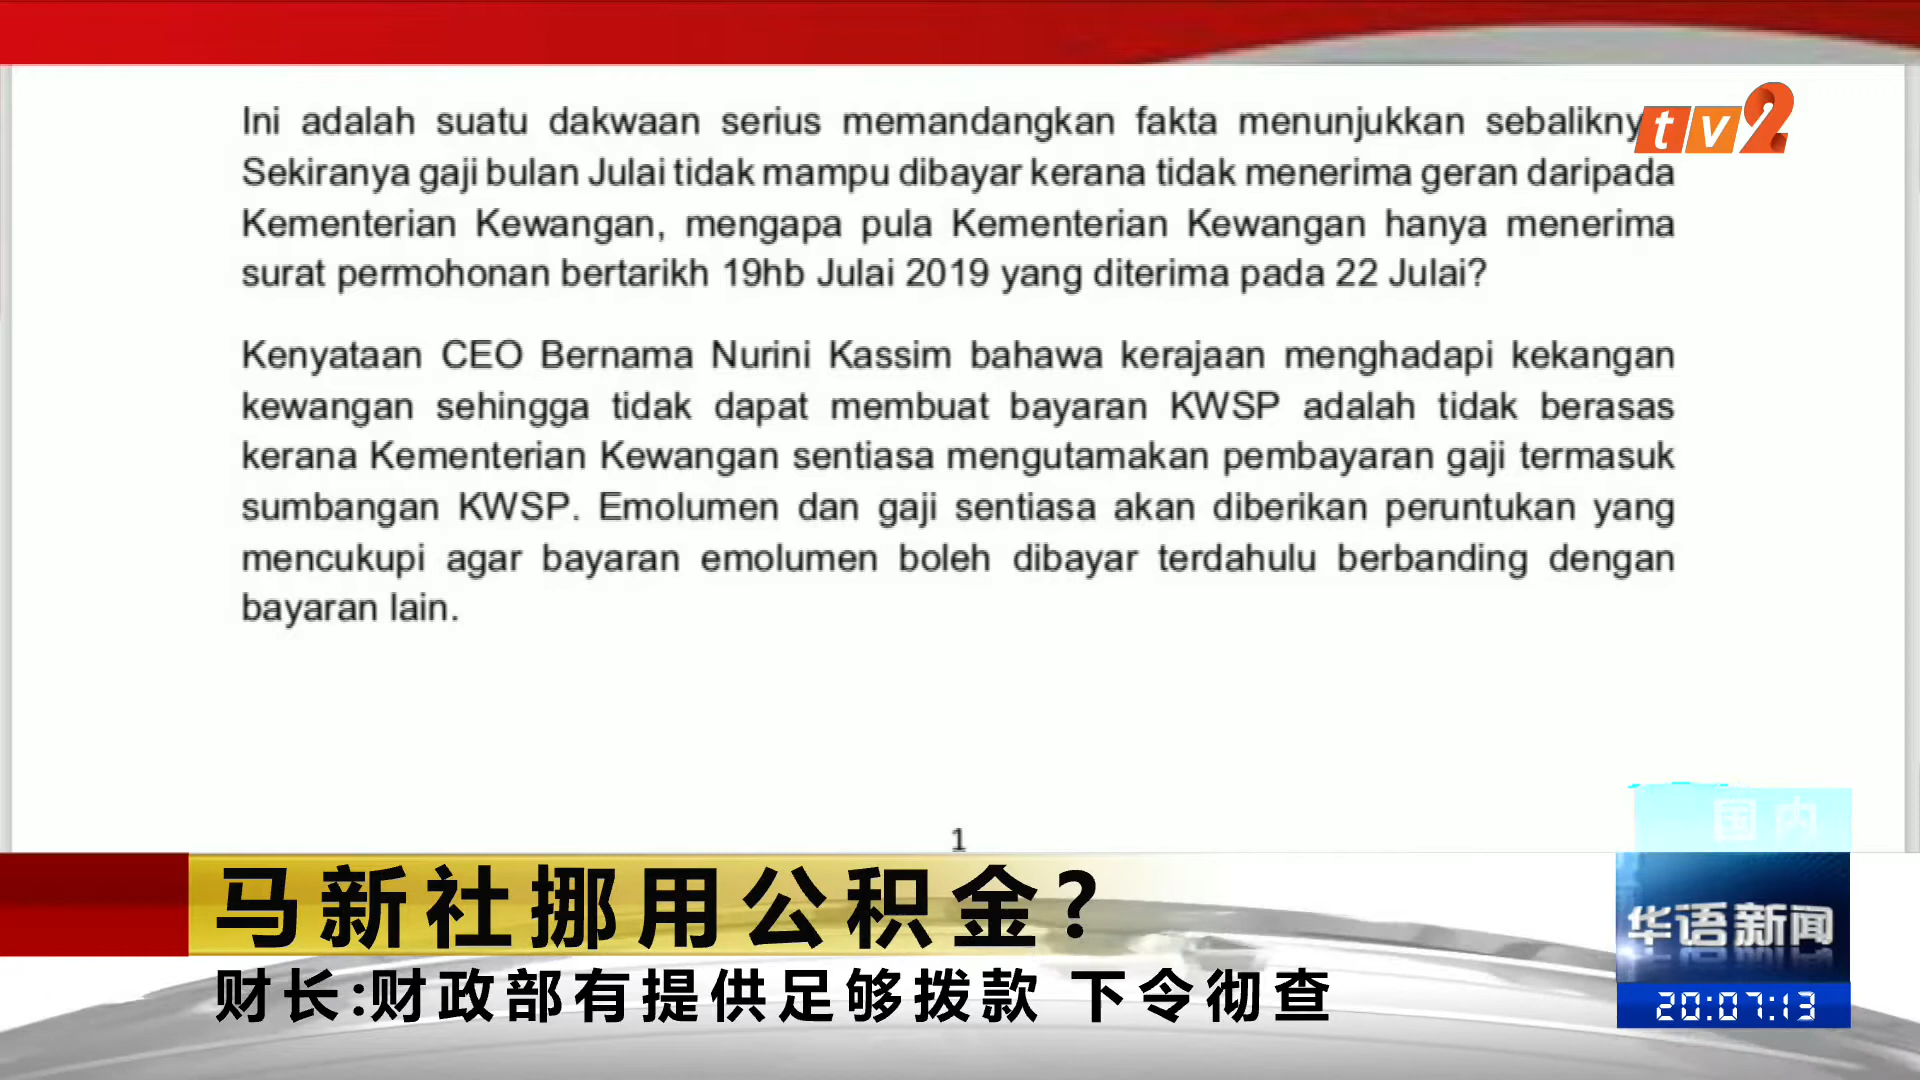 Ini adalah suatu dakwaan serius memandangkan fakta menunjukkan
tv2
Sekiranya gaji bulan Julai tidak mampu dibayar kerana tidak menerima geran daripada
Kementerian Kewangan, mengapa pula Kementerian Kewangan hanya menerima
surat permohonan bertarikh 19hb Julai 2019 yang diterima pada 22 Julai?
Kenyataan CEO Bernama Nurini Kassim bahawa kerajaan menghadapi kekangan
kewangan sehingga tidak dapat membuat bayaran KWSP adalah tidak berasas
kerana Kementerian Kewangan sentiasa mengutamakan pembayaran gaji termasuk
sumbangan KWSP. Emolumen dan gaji sentiasa akan diberikan peruntukan yang
mencukupi agar bayaran emolumen boleh dibayar terdahulu berbanding dengan
bayaran lain.
1
国内
马新社挪用公积金?
华语新闻
财长:财政部有提供足够拨款 下令彻查
20:07:13